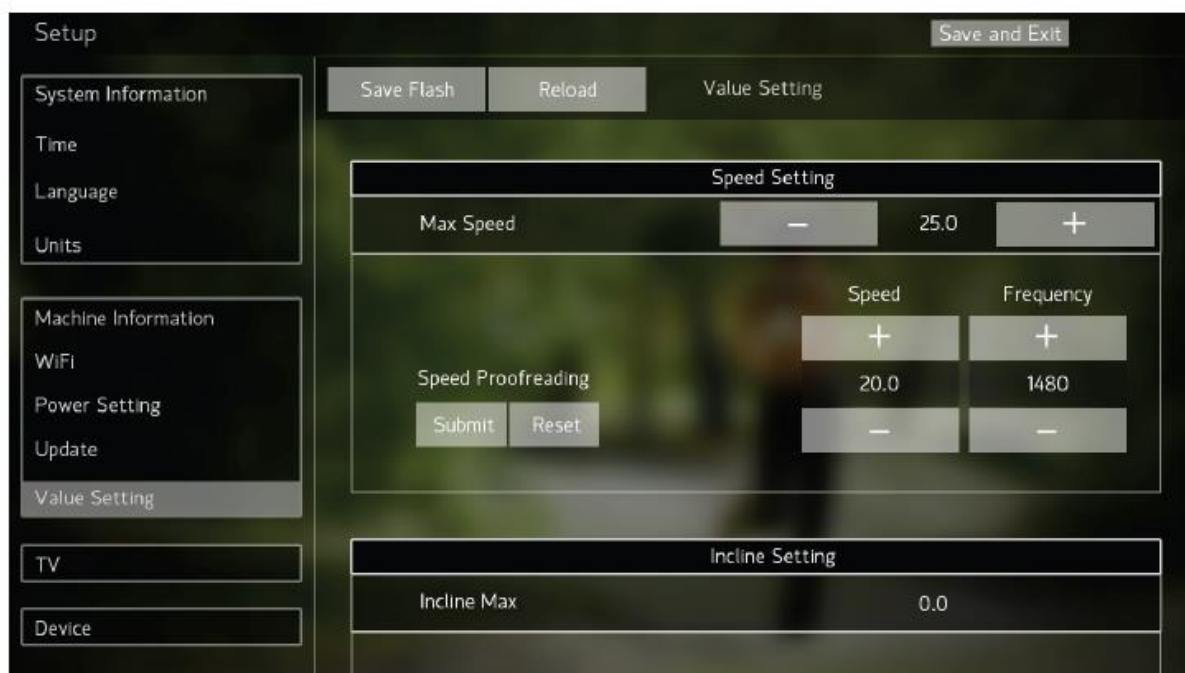 Setup
Save and Exit
System Information
Time
Language
Units
Machine Information
WiFi
Power Setting
Update
Value Setting
TV
Device
Save Flash
Reload
Value Setting
Speed Setting
Max Speed
–
25.0
+
Speed
Frequency
+
+
Speed Proofreading
20.0
1480
Submit
Reset
–
–
Incline Setting
Incline Max
0.0